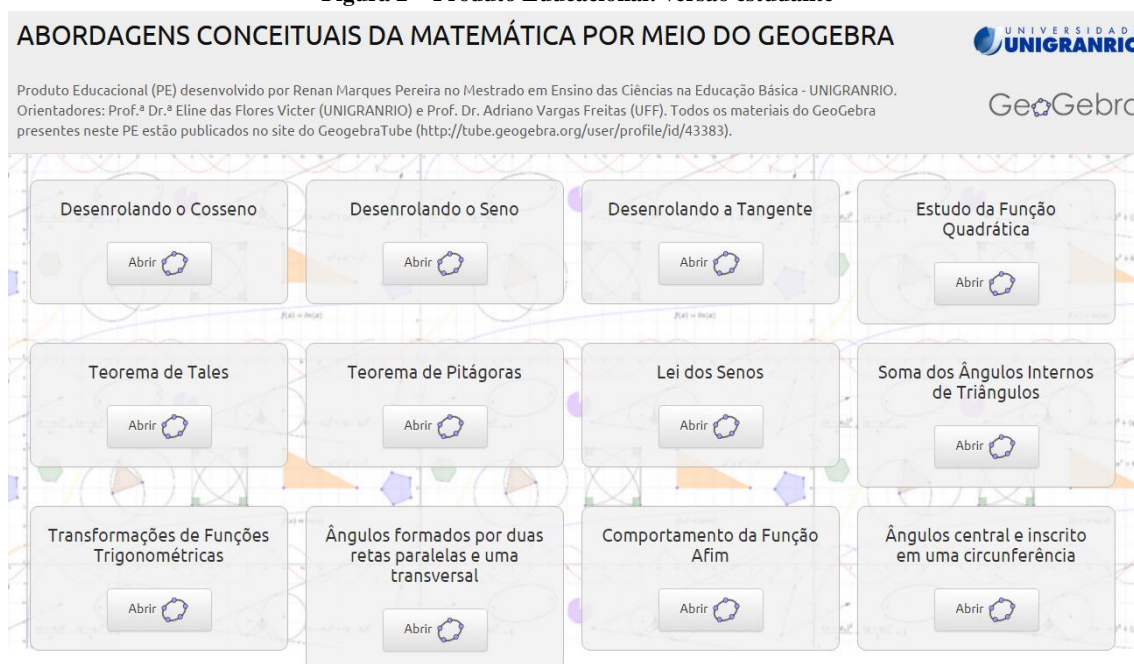 ABORDAGENS CONCEITUAIS DA MATEMÁTICA POR MEIO DO GEOGEBRA
UNIVERSIDAD
UNIGRANRIO
Produto Educacional (PE) desenvolvido por Renan Marques Pereira no Mestrado em Ensino das Ciências na Educação Básica - UNIGRANRIO.
Orientadores: Prof.ª Dr.ª Eline das Flores Victer (UNIGRANRIO) e Prof. Dr. Adriano Vargas Freitas (UFF). Todos os materiais do GeoGebra
presentes neste PE estão publicados no site do GeogebraTube (http://tube.geogebra.org/user/profile/id/43383).
GeoGebra
Desenrolando o Cosseno
Abrir
Desenrolando o Seno
Abrir
Desenrolando a Tangente
Abrir
Estudo da Função
Quadrática
Abrir
Teorema de Tales
Abrir
Teorema de Pitágoras
Abrir
Lei dos Senos
Abrir
Soma dos Ângulos Internos
de Triângulos
Abrir
Transformações de Funções
Trigonométricas
Abrir
Ângulos formados por duas
retas paralelas e uma
transversal
Abrir
Comportamento da Função
Afim
Abrir
Ângulos central e inscrito
em uma circunferência
Abrir